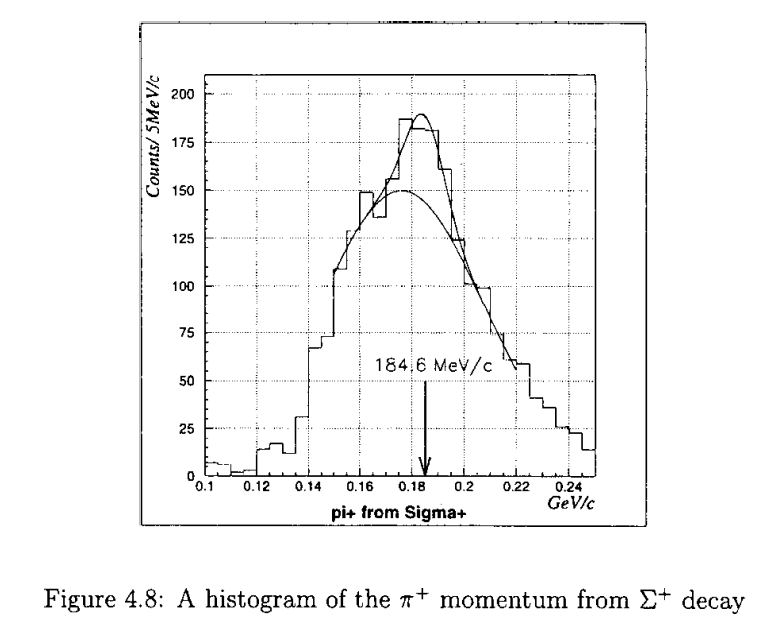 Counts/ 5MeV/c
200
175
150
125
100
75
50
25
0
184.6 MeV/c
0.1 0.12 0.14 0.16 0.18 0.2 0.22 0.24
GeV/c
pi+ from Sigma+
Figure 4.8: A histogram of the π⁺ momentum from Σ⁺ decay